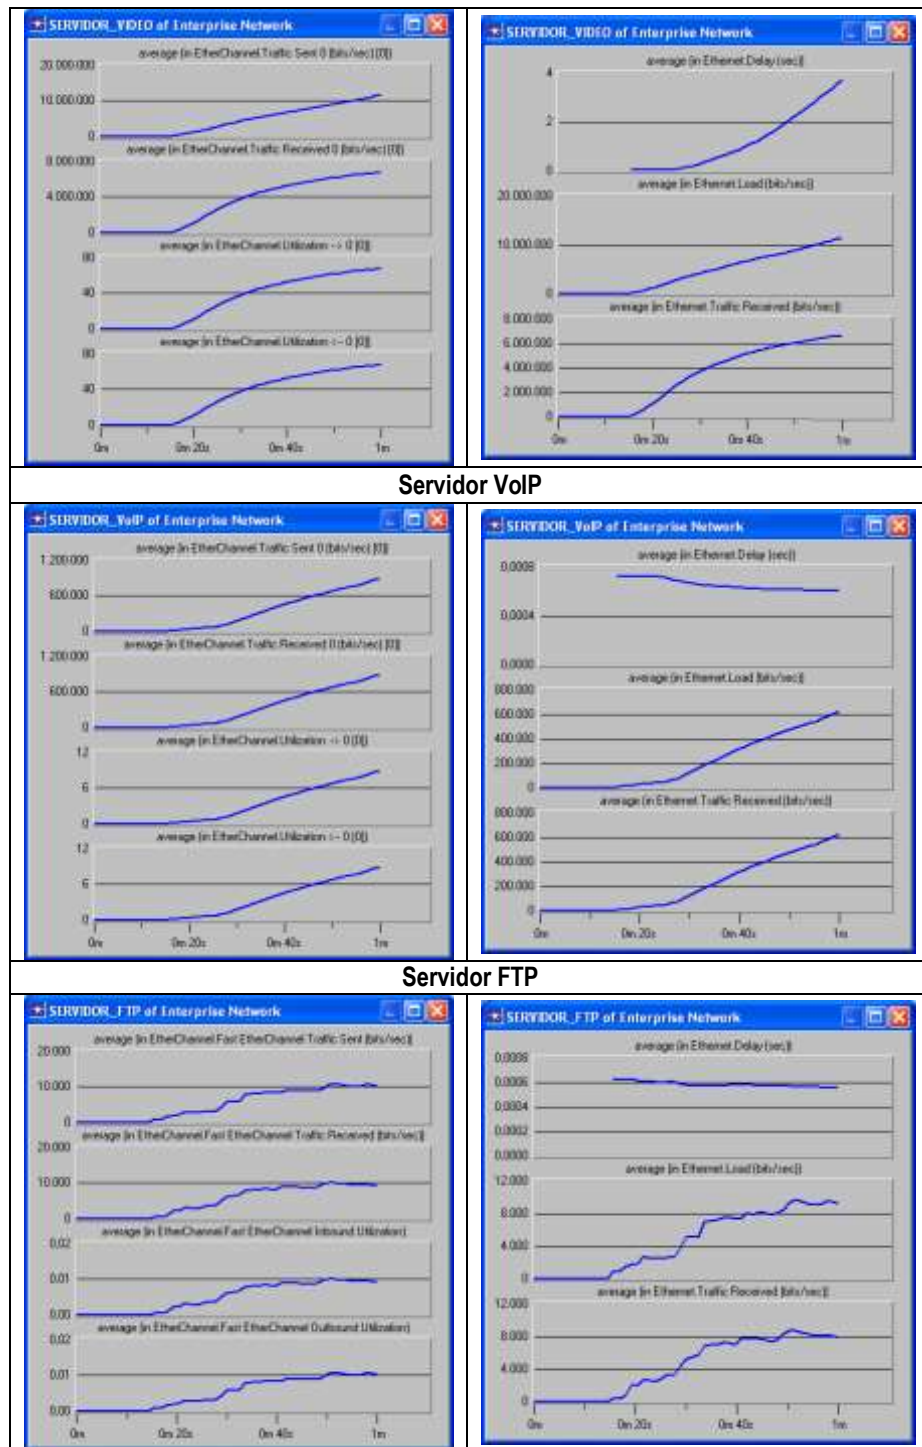 SERVIDOR_VIDEO of Enterprise Network
average (in EtherChannel.Traffic Sent 0 (bits/sec) [0])
20.000.000
10.000.000
0
average (in EtherChannel.Traffic Received 0 (bits/sec) [0])
8.000.000
4.000.000
0
average (in EtherChannel.Utilization --> 0 [0])
80
40
0
average (in EtherChannel.Utilization <-- 0 [0])
80
40
0
0m 0m 20s 0m 40s 1m
SERVIDOR_VIDEO of Enterprise Network
average (in Ethernet.Delay (sec))
4
2
0
average (in Ethernet.Load (bits/sec))
20.000.000
10.000.000
0
average (in Ethernet.Traffic Received (bits/sec))
8.000.000
6.000.000
4.000.000
2.000.000
0
0m 0m 20s 0m 40s 1m
Servidor VoIP
SERVIDOR_VoIP of Enterprise Network
average (in EtherChannel.Traffic Sent 0 (bits/sec) [0])
1.200.000
600.000
0
average (in EtherChannel.Traffic Received 0 (bits/sec) [0])
1.200.000
600.000
0
average (in EtherChannel.Utilization --> 0 [0])
12
6
0
average (in EtherChannel.Utilization <-- 0 [0])
12
6
0
0m 0m 20s 0m 40s 1m
SERVIDOR_VoIP of Enterprise Network
average (in Ethernet.Delay (sec))
0,0008
0,0004
0,0000
average (in Ethernet.Load (bits/sec))
800.000
600.000
400.000
200.000
0
average (in Ethernet.Traffic Received (bits/sec))
800.000
600.000
400.000
200.000
0
0m 0m 20s 0m 40s 1m
Servidor FTP
SERVIDOR_FTP of Enterprise Network
average (in EtherChannel.Fast EtherChannel Traffic Sent (bits/sec))
20.000
10.000
0
average (in EtherChannel.Fast EtherChannel Traffic Received (bits/sec))
20.000
10.000
0
average (in EtherChannel.Fast EtherChannel Inbound Utilization)
0,02
0,01
0,00
average (in EtherChannel.Fast EtherChannel Outbound Utilization)
0,02
0,01
0,00
0m 0m 20s 0m 40s 1m
SERVIDOR_FTP of Enterprise Network
average (in Ethernet.Delay (sec))
0,0008
0,0006
0,0004
0,0002
0,0000
average (in Ethernet.Load (bits/sec))
12.000
8.000
4.000
0
average (in Ethernet.Traffic Received (bits/sec))
12.000
8.000
4.000
0
0m 0m 20s 0m 40s 1m